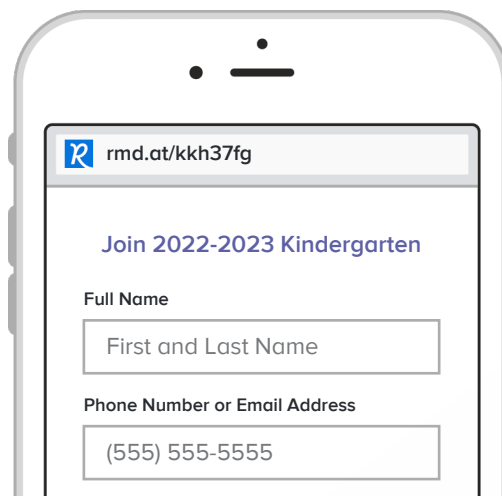 rmd.at/kkh37fg
Join 2022-2023 Kindergarten
Full Name
First and Last Name
Phone Number or Email Address
(555) 555-5555